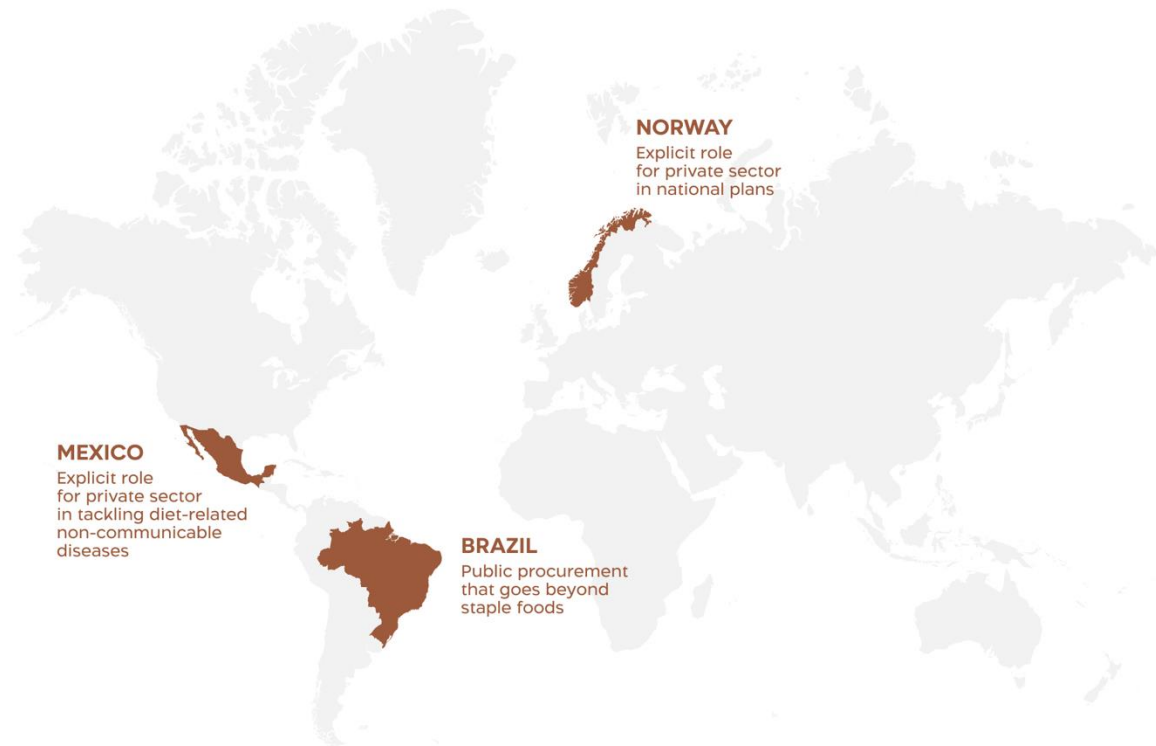 NORWAY
Explicit role
for private sector
in national plans
MEXICO
Explicit role
for private sector
in tackling diet-related
non-communicable
diseases
BRAZIL
Public procurement
that goes beyond
staple foods